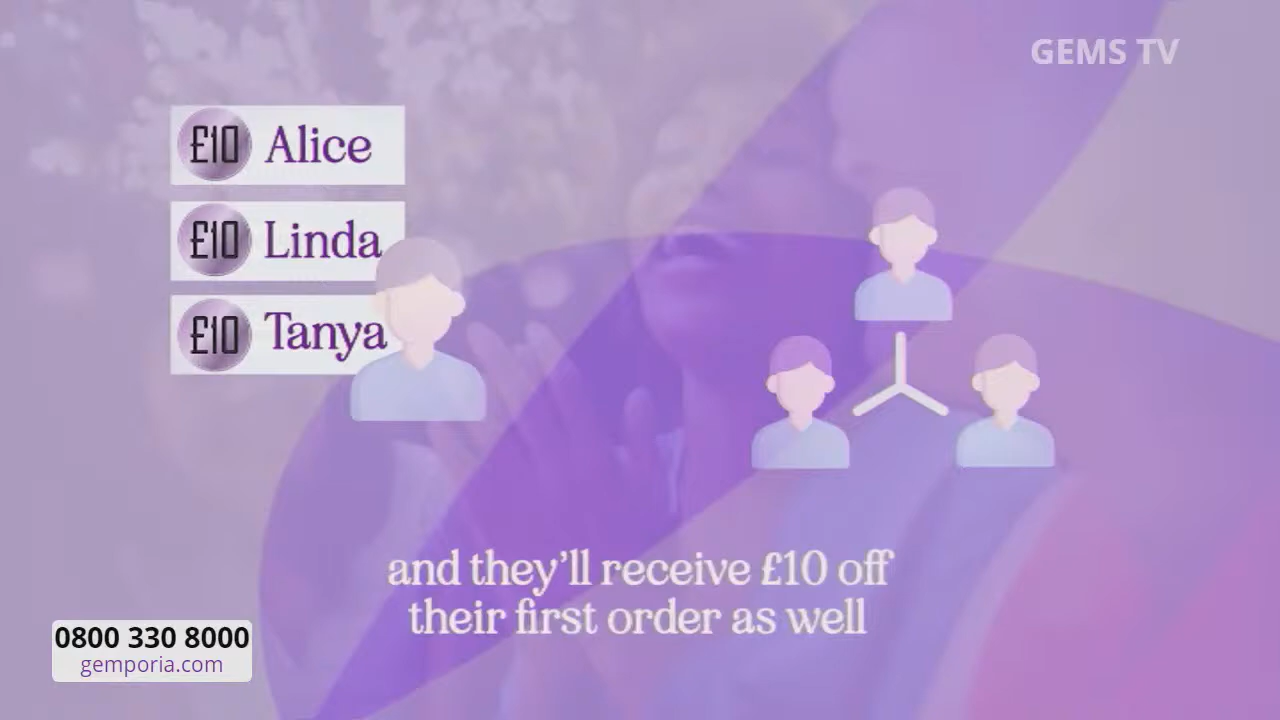 GEMS TV
£10 Alice
£10 Linda
£10 Tanya
and they’ll receive £10 off
their first order as well
0800 330 8000
gemporia.com